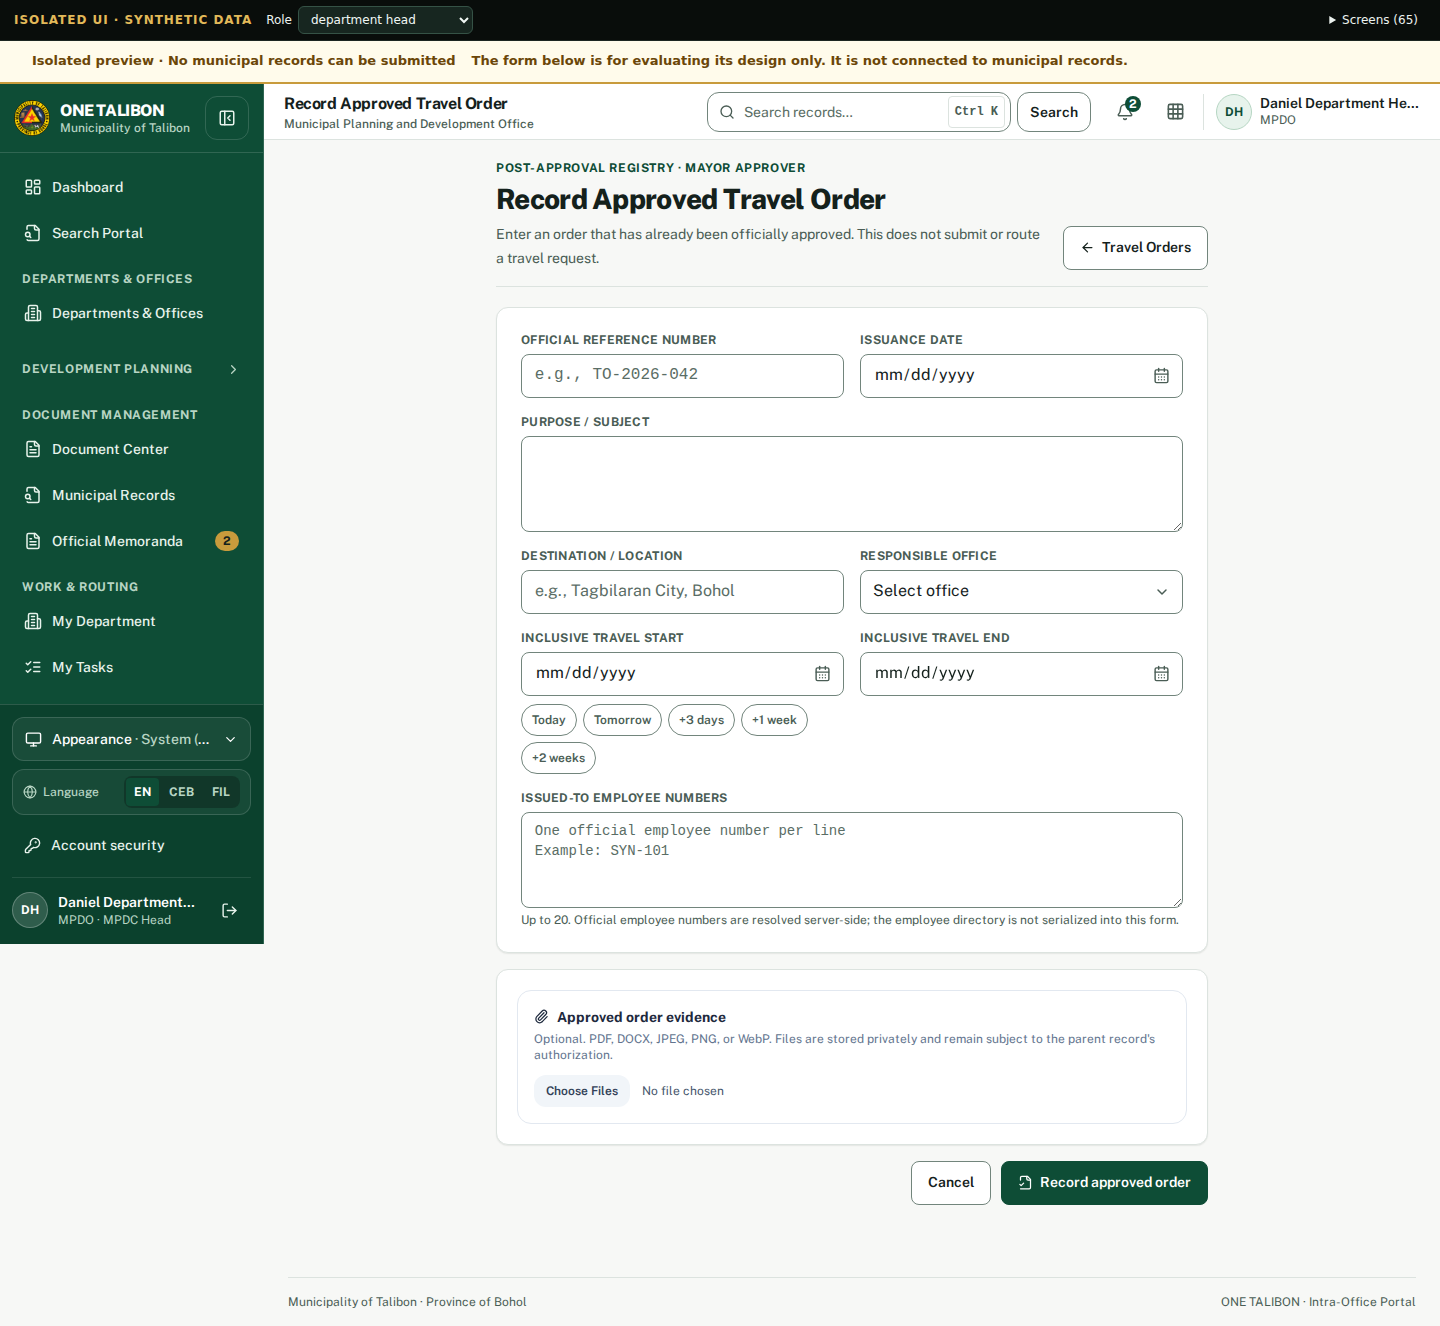 ISOLATED UI · SYNTHETIC DATA
Role
department head
Screens (65)
Isolated preview · No municipal records can be submitted
The form below is for evaluating its design only. It is not connected to municipal records.
ONE TALIBON
Municipality of Talibon
Dashboard
Search Portal
DEPARTMENTS & OFFICES
Departments & Offices
DEVELOPMENT PLANNING
DOCUMENT MANAGEMENT
Document Center
Municipal Records
Official Memoranda
2
WORK & ROUTING
My Department
My Tasks
Appearance · System (...
Language
EN
CEB
FIL
Account security
DH
Daniel Department...
MPDO · MPDC Head
Record Approved Travel Order
Municipal Planning and Development Office
Search records...
Ctrl K
Search
2
DH
Daniel Department He...
MPDO
POST-APPROVAL REGISTRY · MAYOR APPROVER
Record Approved Travel Order
Enter an order that has already been officially approved. This does not submit or route
a travel request.
Travel Orders
OFFICIAL REFERENCE NUMBER
e.g., TO-2026-042
ISSUANCE DATE
mm/dd/yyyy
PURPOSE / SUBJECT
DESTINATION / LOCATION
e.g., Tagbilaran City, Bohol
RESPONSIBLE OFFICE
Select office
INCLUSIVE TRAVEL START
mm/dd/yyyy
INCLUSIVE TRAVEL END
mm/dd/yyyy
Today
Tomorrow
+3 days
+1 week
+2 weeks
ISSUED-TO EMPLOYEE NUMBERS
One official employee number per line
Example: SYN-101
Up to 20. Official employee numbers are resolved server-side; the employee directory is not serialized into this form.
Approved order evidence
Optional. PDF, DOCX, JPEG, PNG, or WebP. Files are stored privately and remain subject to the parent record's
authorization.
Choose Files
No file chosen
Cancel
Record approved order
Municipality of Talibon · Province of Bohol
ONE TALIBON · Intra-Office Portal